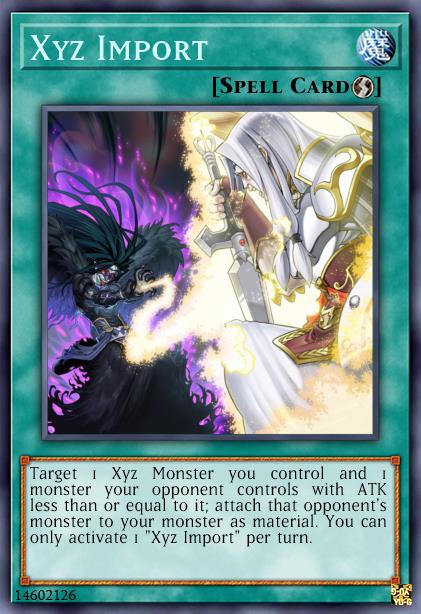 Xyz Import
魔
[Spell Card]
Target 1 Xyz Monster you control and 1
monster your opponent controls with ATK
less than or equal to it; attach that opponent's
monster to your monster as material. You can
only activate 1 "Xyz Import" per turn.
14602126